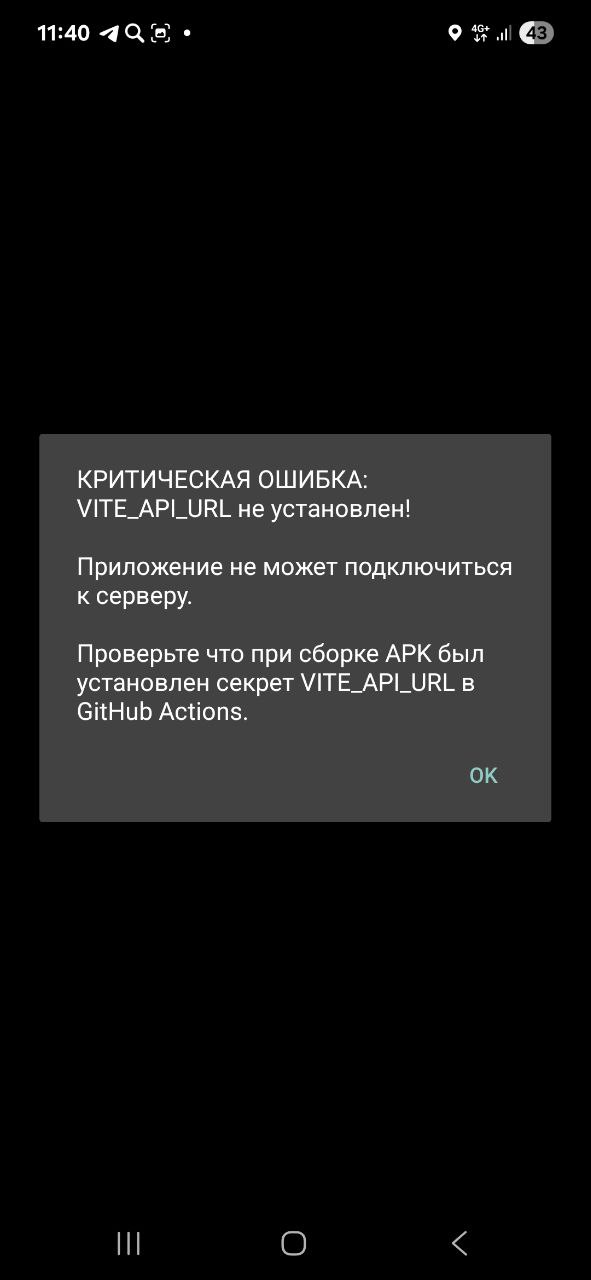 11:40
4G+
43
КРИТИЧЕСКАЯ ОШИБКА:
VITE_API_URL не установлен!
Приложение не может подключиться
к серверу.
Проверьте что при сборке APK был
установлен секрет VITE_API_URL в
GitHub Actions.
OK